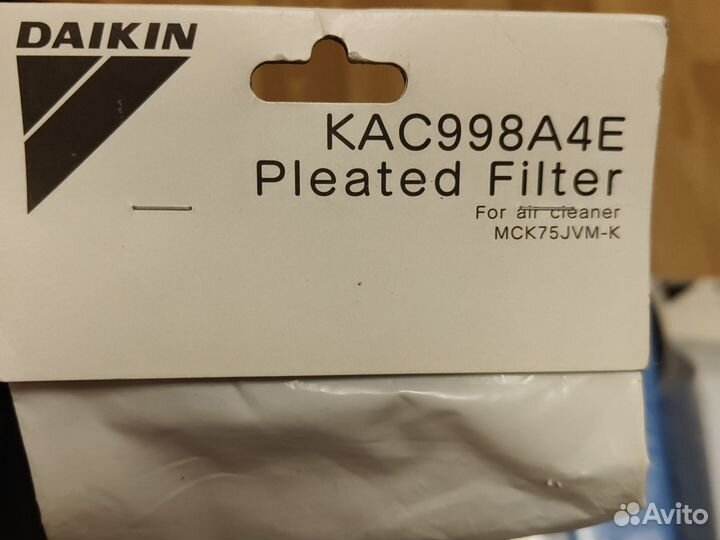 DAIKIN
KAC998A4E
Pleated Filter
For air cleaner
MCK75JVM-K
Avito